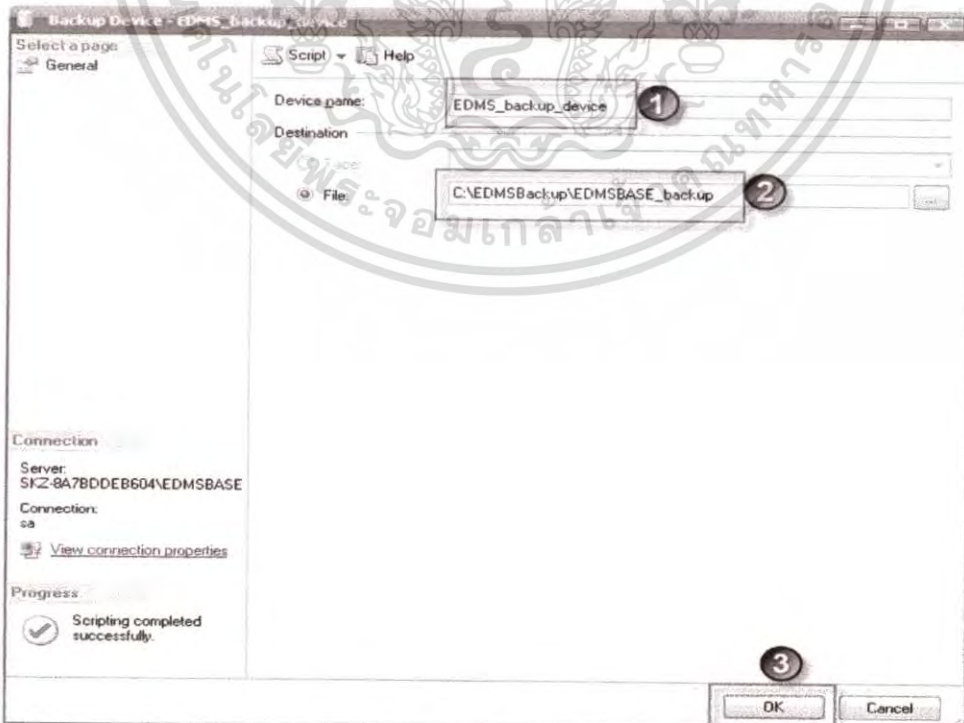 Backup Device - EDMS_backup_device
Select a page
General
Script
Help
Device name:
EDMS_backup_device
1
Destination
Tape:
File:
C:\EDMSBackup\EDMSBASE_backup
2
...
Connection
Server:
SKZ-8A7BDDEB604\EDMSBASE
Connection:
sa
View connection properties
Progress
Scripting completed
successfully.
3
OK
Cancel